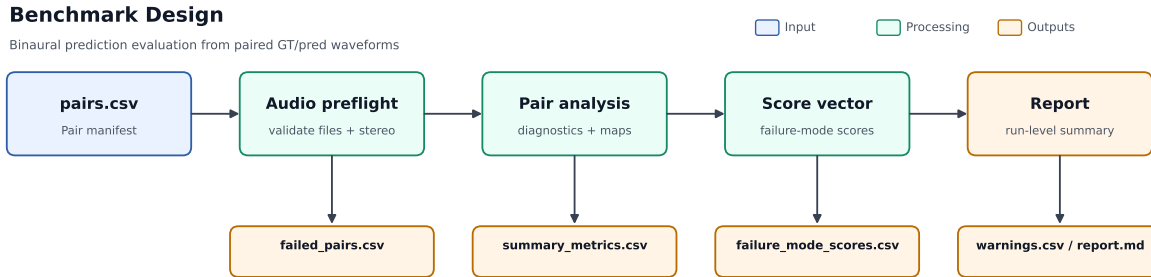 Benchmark Design
Binaural prediction evaluation from paired GT/pred waveforms
Input
Processing
Outputs
pairs.csv
Pair manifest
Audio preflight
validate files + stereo
Pair analysis
diagnostics + maps
Score vector
failure-mode scores
Report
run-level summary
failed_pairs.csv
summary_metrics.csv
failure_mode_scores.csv
warnings.csv / report.md